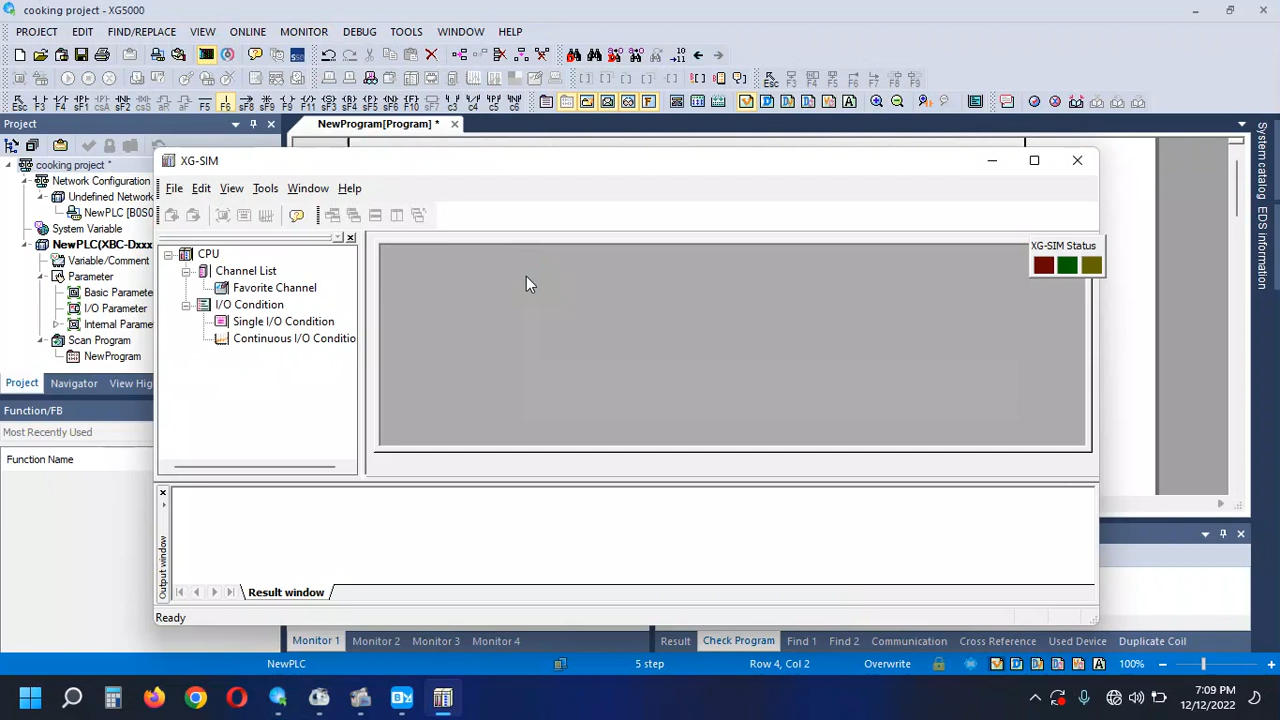 cooking project - XG5000
PROJECT EDIT FIND/REPLACE VIEW ONLINE MONITOR DEBUG TOOLS WINDOW HELP
Project
NewProgram[Program] *
cooking project *
Network Configuration
Undefined Network
NewPLC [B0S0
System Variable
NewPLC(XBC-Dxxx
Variable/Comment
Parameter
Basic Paramete
I/O Parameter
Internal Parame
Scan Program
NewProgram
Project Navigator View Hig
Function/FB
Most Recently Used
Function Name
XG-SIM
File Edit View Tools Window Help
CPU
Channel List
Favorite Channel
I/O Condition
Single I/O Condition
Continuous I/O Conditio
XG-SIM Status
Output window
Result window
Ready
System catalog
EDS information
Monitor 1 Monitor 2 Monitor 3 Monitor 4
Result Check Program Find 1 Find 2 Communication Cross Reference Used Device Duplicate Coil
NewPLC 5 step Row 4, Col 2 Overwrite 100%
7:09 PM
12/12/2022